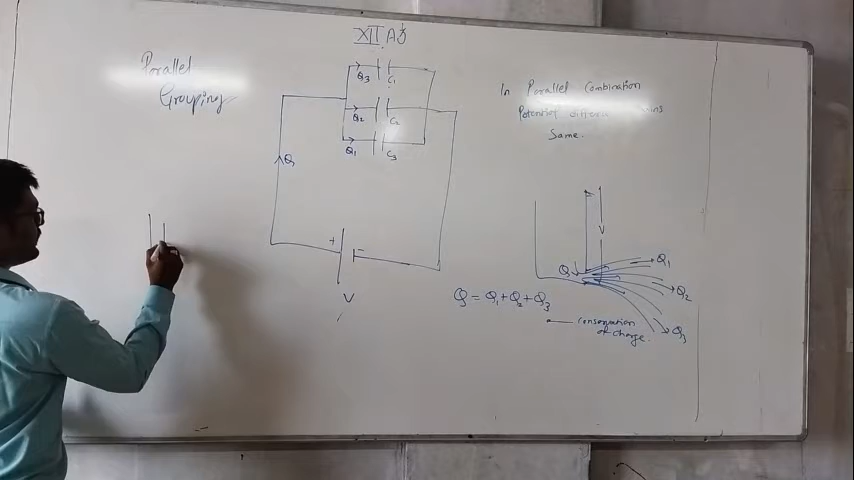 XII A3
Parallel
Grouping
Q3 C1
Q2 C2
Q1 C3
Q
+ -
V
In Parallel Combination
Potential
Same.
V
Q
Q1
Q2
Q3
Q = Q1 + Q2 + Q3
conservation
of charge.